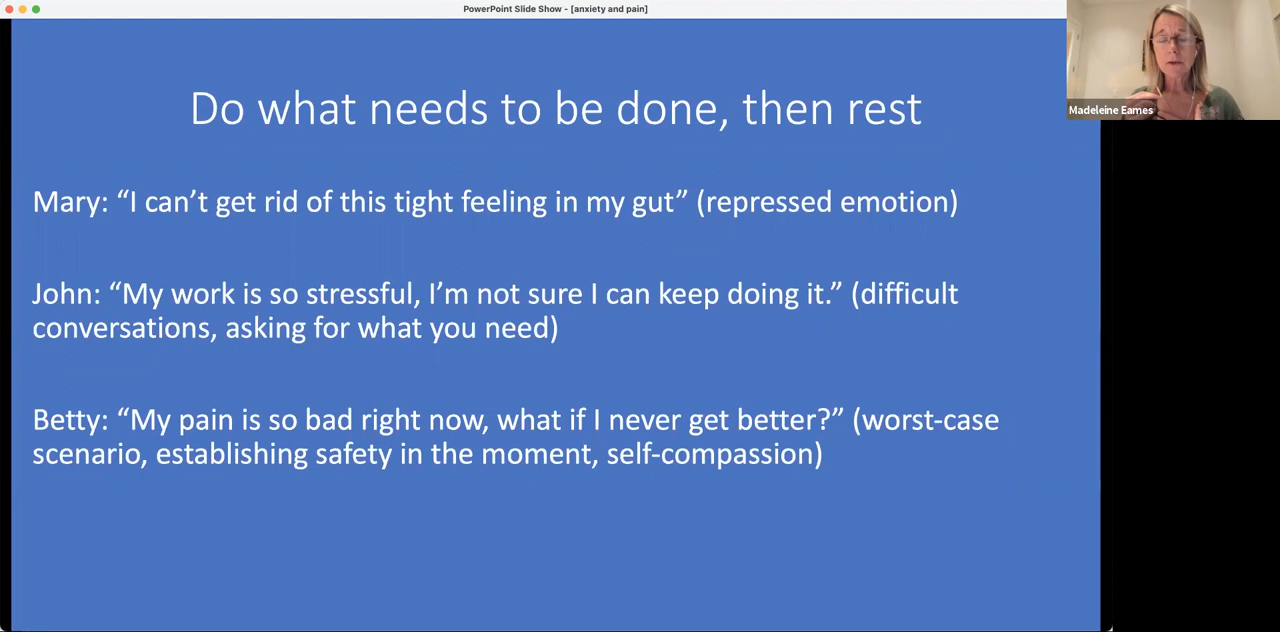 PowerPoint Slide Show - [anxiety and pain]
Madeleine Eames
Do what needs to be done, then rest
Mary: “I can’t get rid of this tight feeling in my gut” (repressed emotion)
John: “My work is so stressful, I’m not sure I can keep doing it.” (difficult
conversations, asking for what you need)
Betty: “My pain is so bad right now, what if I never get better?” (worst-case
scenario, establishing safety in the moment, self-compassion)